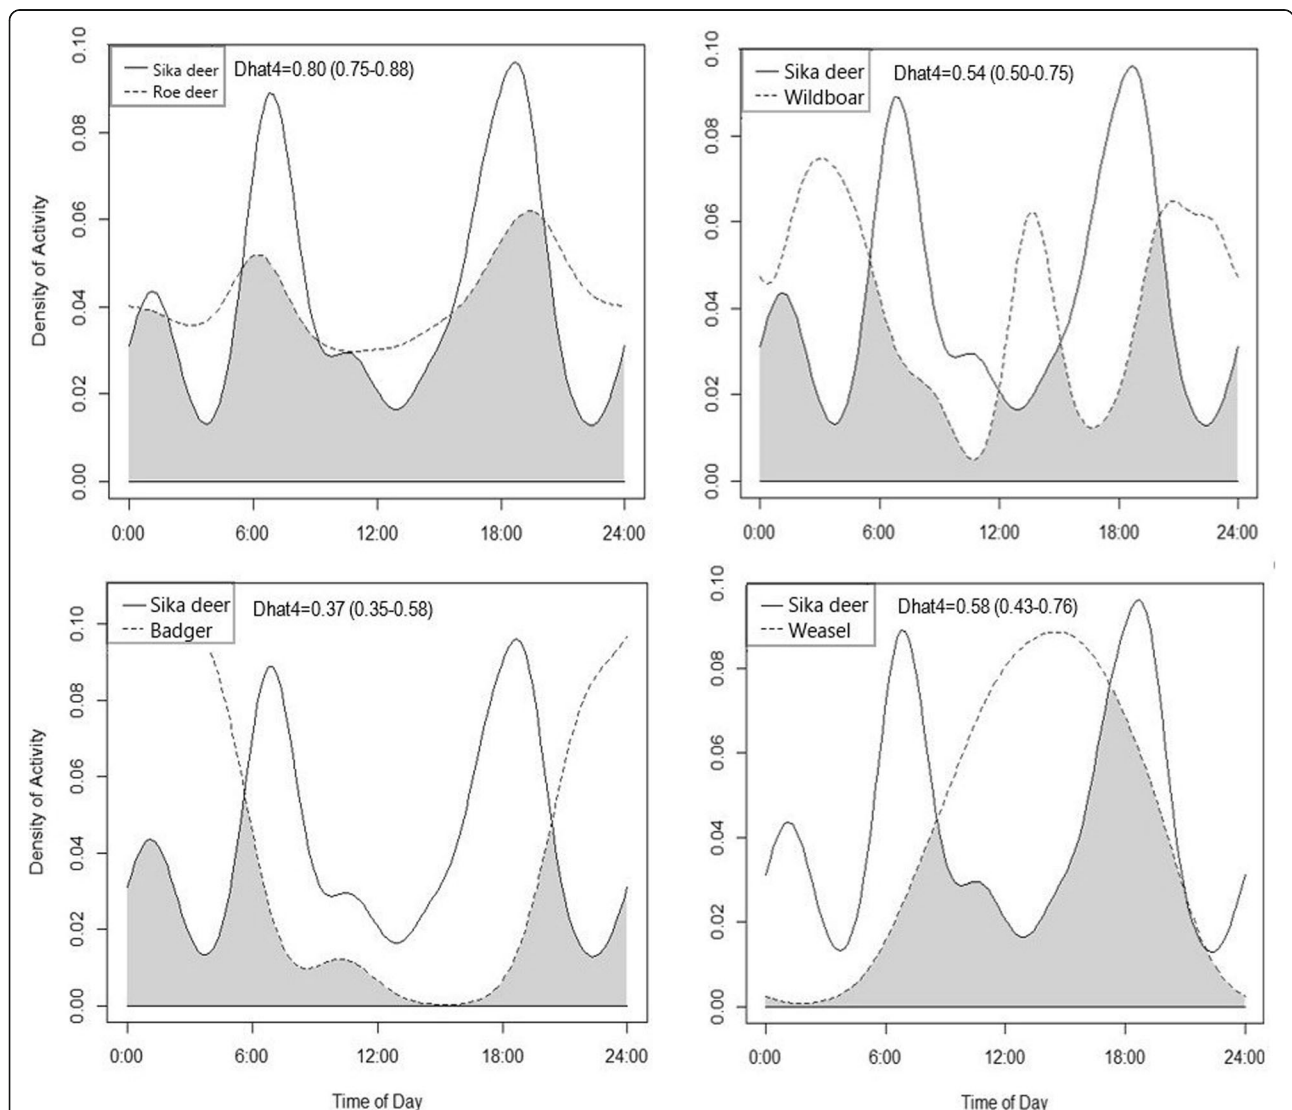 Sika deer
Roe deer
Dhat4=0.80 (0.75-0.88)
Density of Activity
0.10
0.08
0.06
0.04
0.02
0.00
0:00 6:00 12:00 18:00 24:00
Sika deer
Wildboar
Dhat4=0.54 (0.50-0.75)
0.10
0.08
0.06
0.04
0.02
0.00
0:00 6:00 12:00 18:00 24:00
Sika deer
Badger
Dhat4=0.37 (0.35-0.58)
Density of Activity
0.10
0.08
0.06
0.04
0.02
0.00
0:00 6:00 12:00 18:00 24:00
Time of Day
Sika deer
Weasel
Dhat4=0.58 (0.43-0.76)
0.10
0.08
0.06
0.04
0.02
0.00
0:00 6:00 12:00 18:00 24:00
Time of Day